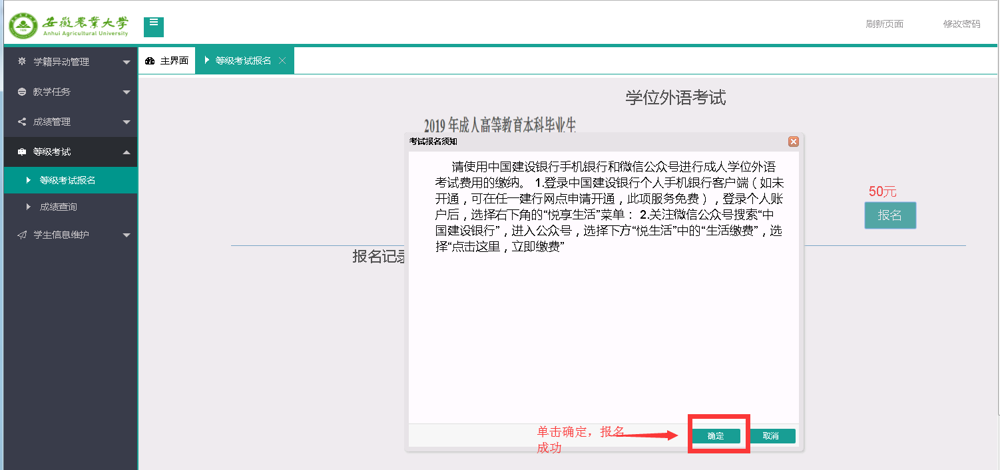 安徽农业大学
Anhui Agricultural University
刷新页面
修改密码
学籍异动管理
教学任务
成绩管理
等级考试
等级考试报名
成绩查询
学生信息维护
主界面
等级考试报名
学位外语考试
2019 年成人高等教育本科毕业生
考试报名须知
请使用中国建设银行手机银行和微信公众号进行成人学位外语
考试费用的缴纳。 1.登录中国建设银行个人手机银行客户端（如未
开通，可在任一建行网点申请开通，此项服务免费），登录个人账
户后，选择右下角的“悦享生活”菜单： 2.关注微信公众号搜索“中
国建设银行”，进入公众号，选择下方“悦生活”中的“生活缴费”，选
择“点击这里，立即缴费”
50元
报名
报名记录
单击确定，报名
成功
确定
取消